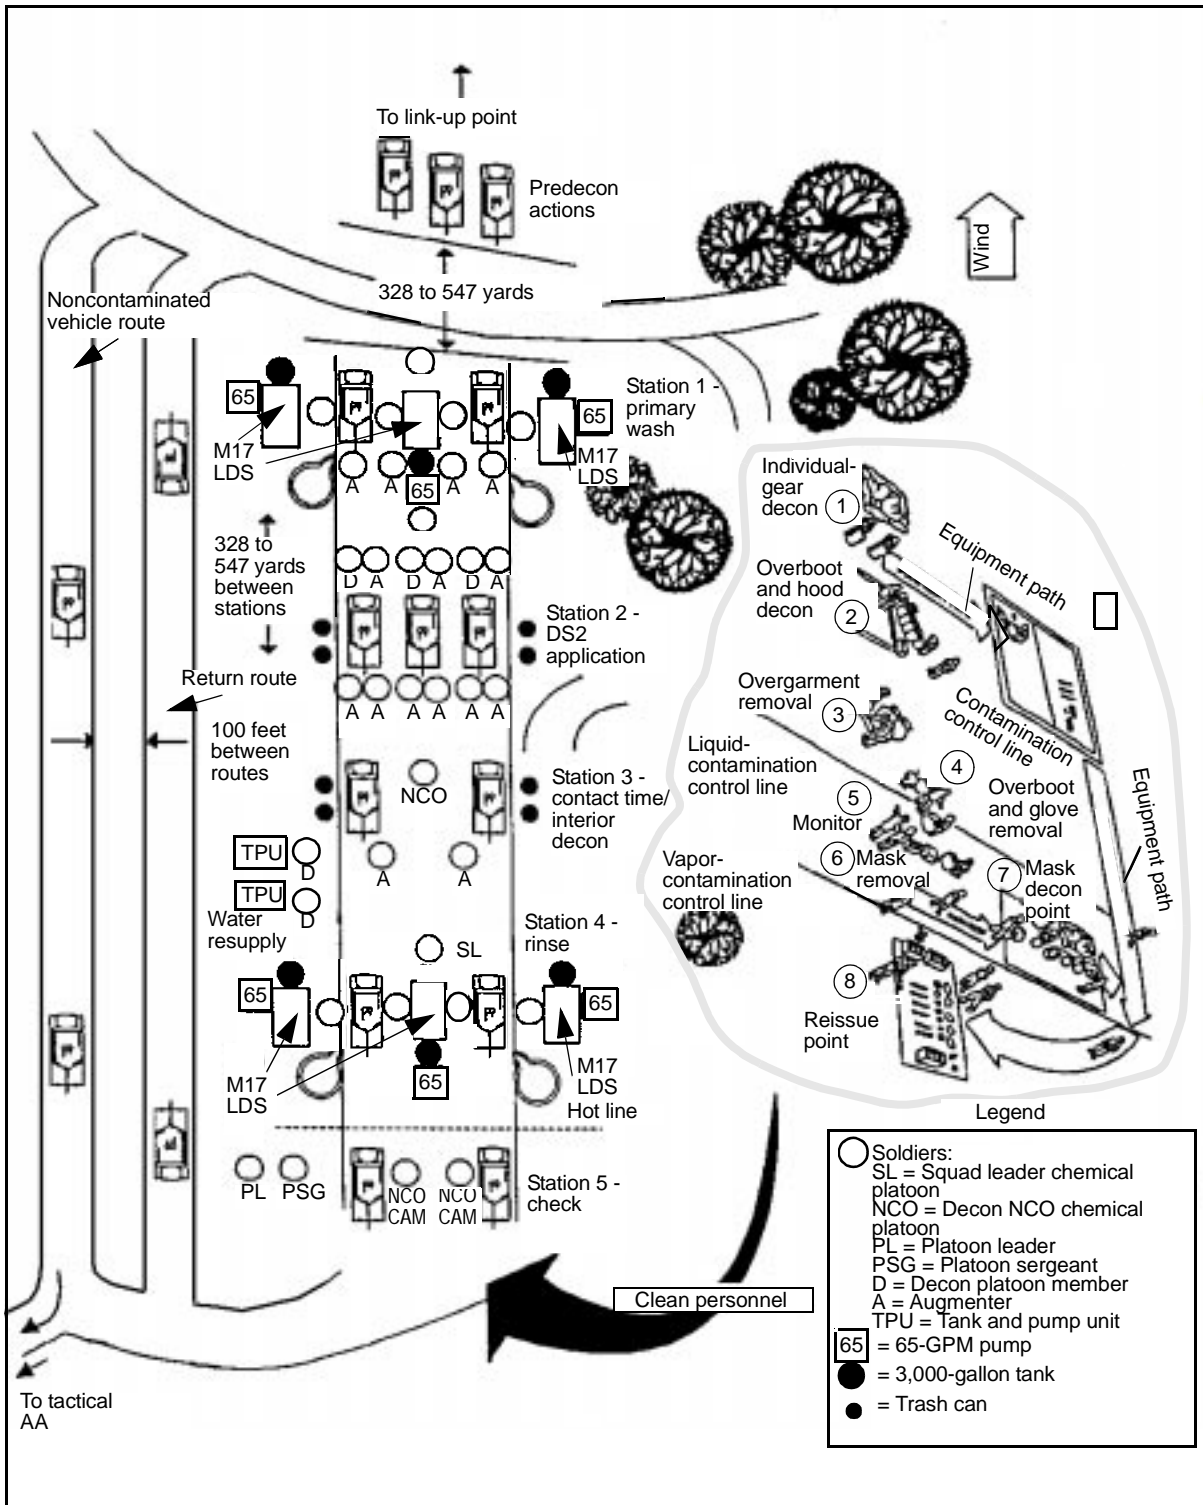 To link-up point
Predecon
actions
Wind
328 to 547 yards
Noncontaminated
vehicle route
65
M17
LDS
65
Station 1 -
primary
wash
65
M17
LDS
A
A
A
A
328 to
547 yards
between
stations
D
A
D
A
D
A
Station 2 -
DS2
application
Return route
A
A
A
A
A
A
100 feet
between
routes
NCO
Station 3 -
contact time/
interior
decon
A
A
TPU
D
TPU
D
Water
resupply
SL
Station 4 -
rinse
65
65
65
M17
LDS
M17
LDS
Hot line
PL
PSG
NCO
CAM
NCO
CAM
Station 5 -
check
Clean personnel
To tactical
AA
Individual-
gear
decon
1
Equipment path
Overboot
and hood
decon
2
Overgarment
removal
3
Contamination
control line
Liquid-
contamination
control line
4
Overboot
and glove
removal
5
Monitor
6
Mask
removal
7
Mask
decon
point
Equipment path
Vapor-
contamination
control line
8
Reissue
point
Legend
Soldiers:
SL = Squad leader chemical
platoon
NCO = Decon NCO chemical
platoon
PL = Platoon leader
PSG = Platoon sergeant
D = Decon platoon member
A = Augmenter
TPU = Tank and pump unit
65 = 65-GPM pump
= 3,000-gallon tank
= Trash can